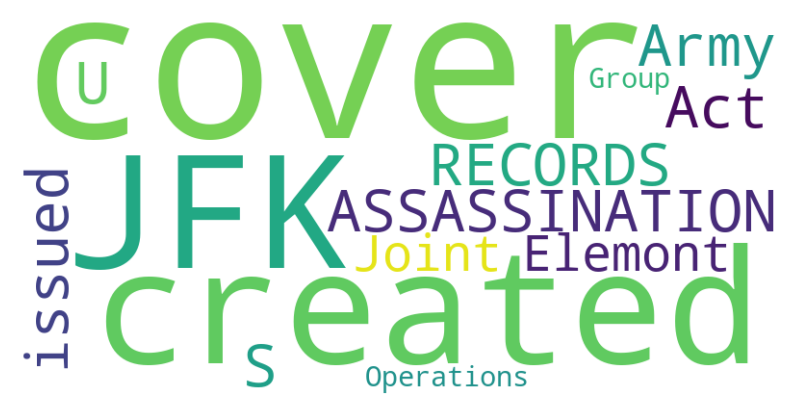 cover
Army
U
Group
Act
JFK
RECORDS
issued
ASSASSINATION
Joint Elemont
created
S
Operations